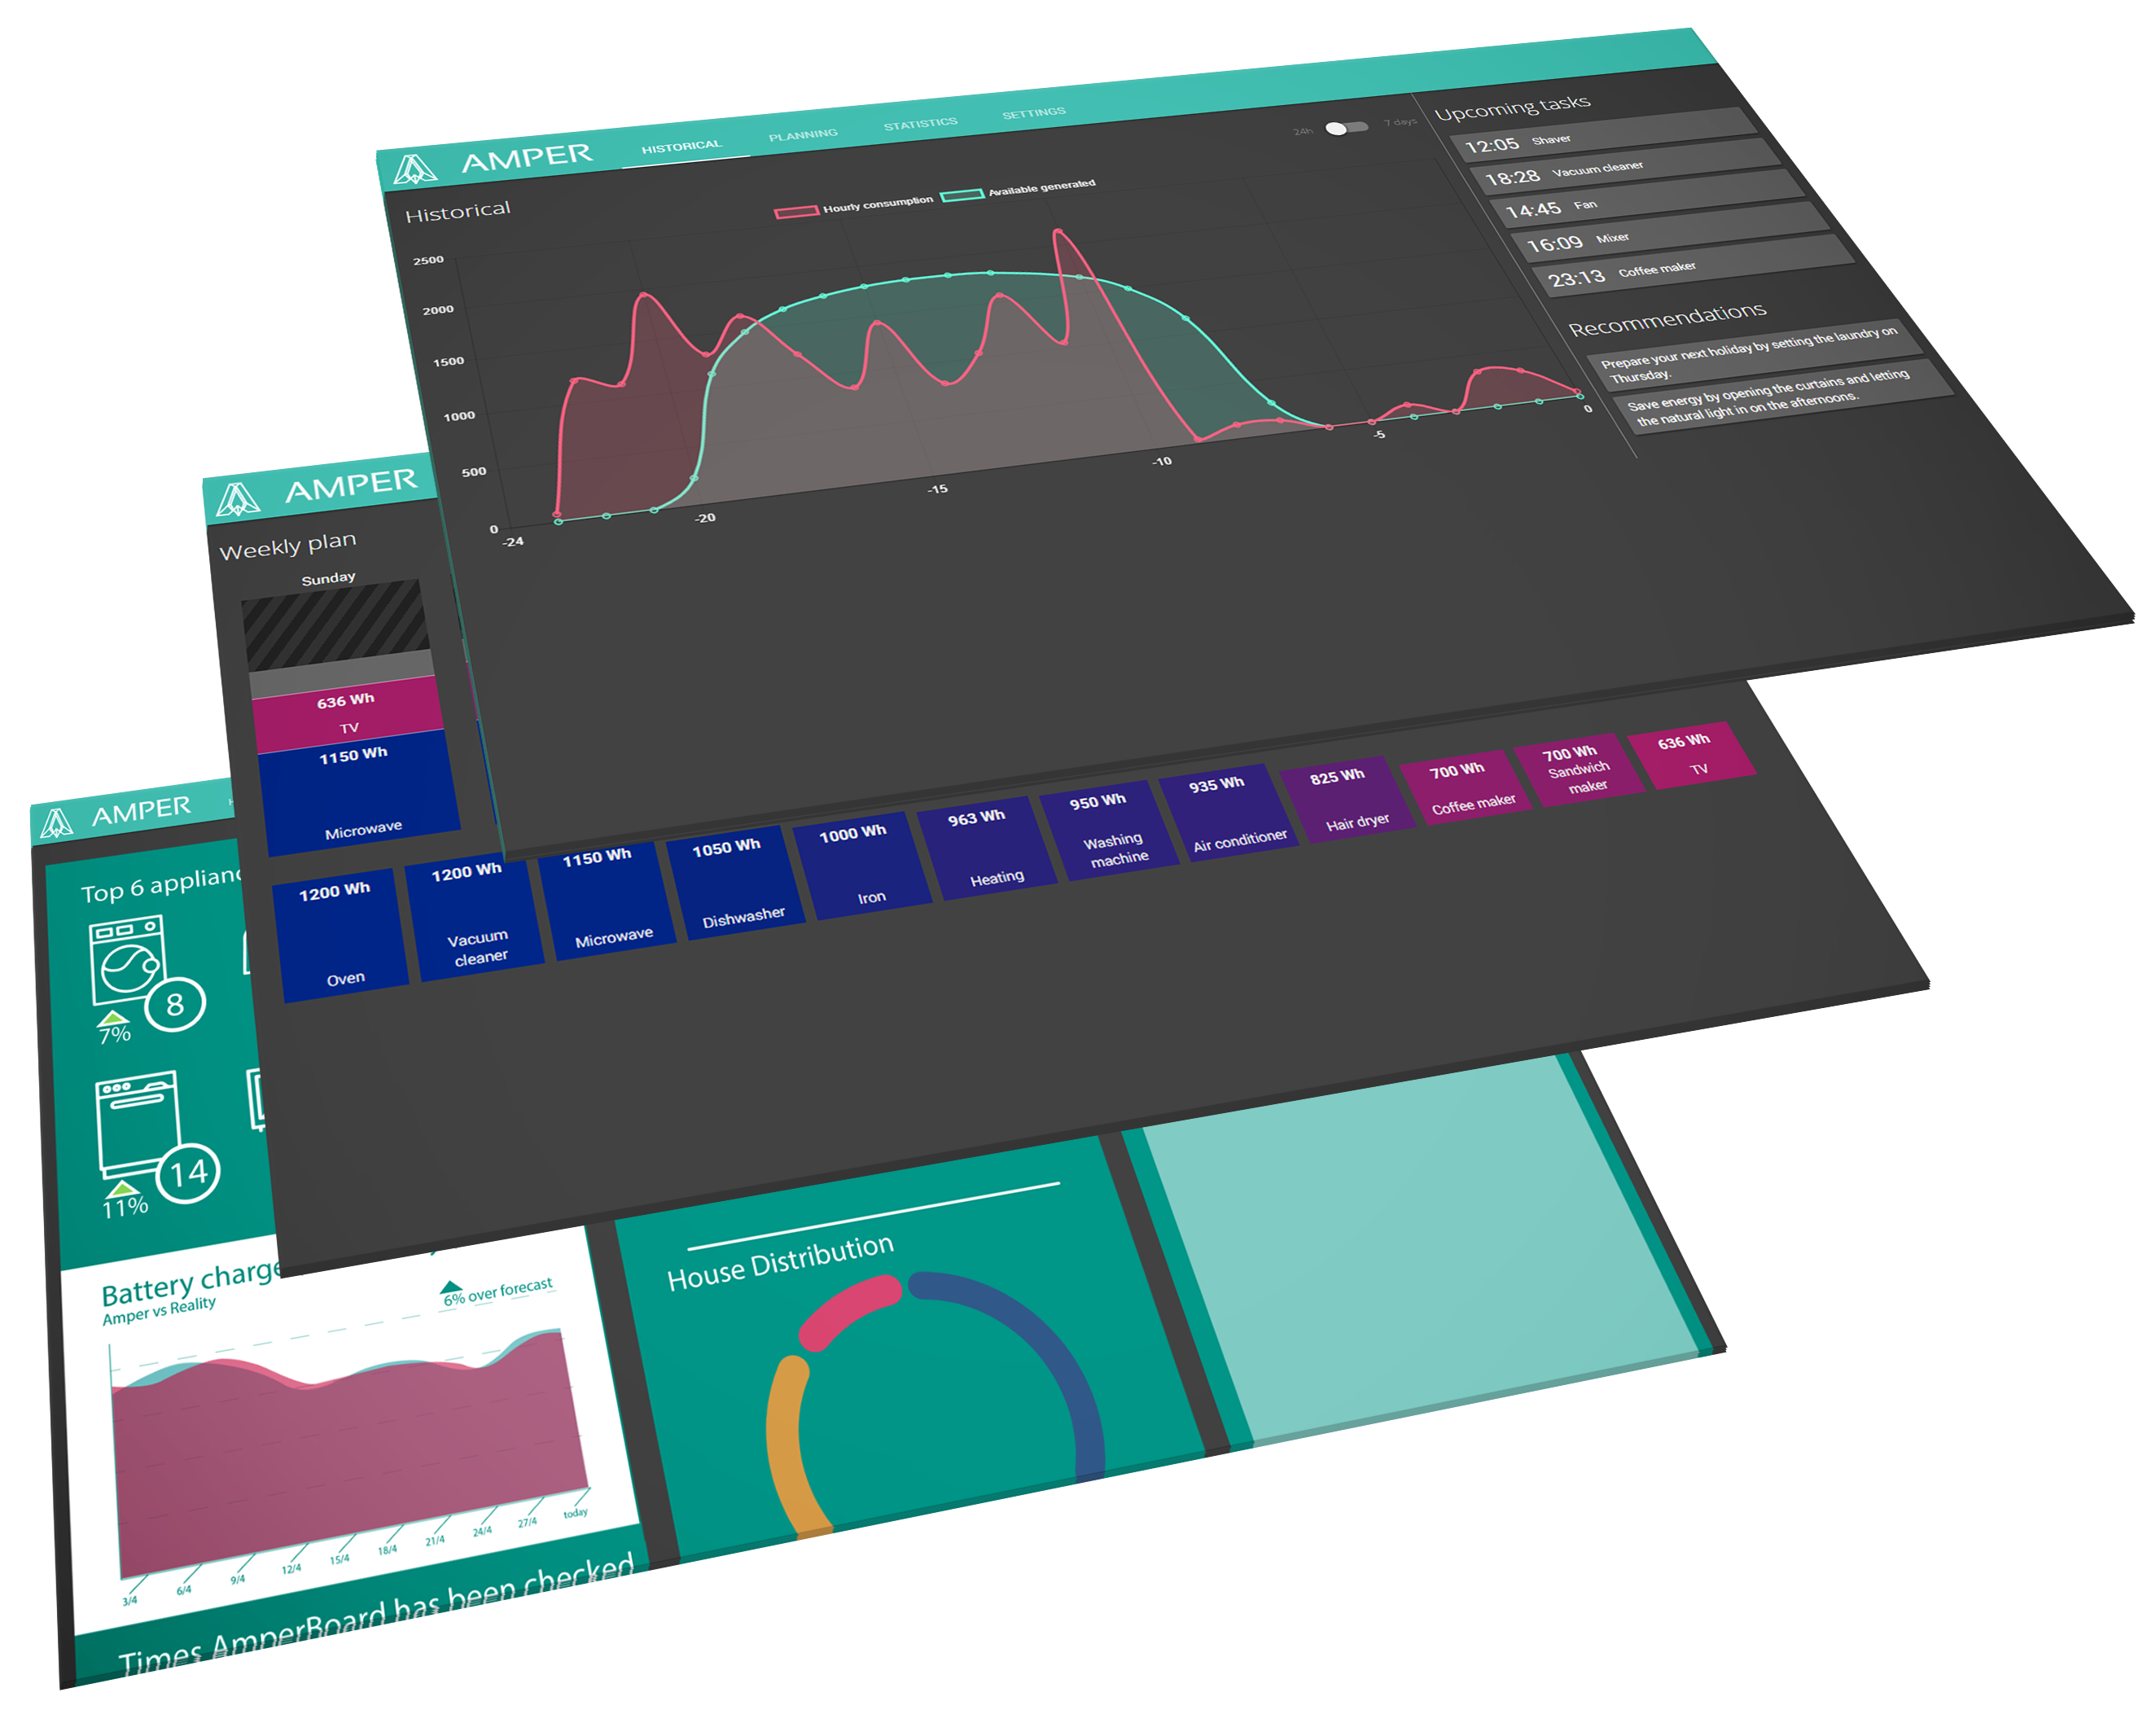 AMPER
HISTORICAL
PLANNING
STATISTICS
SETTINGS
Historical
Hourly consumption
Available generated
24h
7 days
2500
2000
1500
1000
500
0
-24
-20
-15
-10
-5
0
Upcoming tasks
12:05 Shaver
18:28 Vacuum cleaner
14:45 Fan
16:09 Mixer
23:13 Coffee maker
Recommendations
Prepare your next holiday by setting the laundry on
Thursday.
Save energy by opening the curtains and letting
the natural light in on the afternoons.
AMPER
Weekly plan
Sunday
636 Wh
TV
1150 Wh
Microwave
1200 Wh
Oven
1200 Wh
Vacuum
cleaner
1150 Wh
Microwave
1050 Wh
Dishwasher
1000 Wh
Iron
963 Wh
Heating
950 Wh
Washing
machine
935 Wh
Air conditioner
825 Wh
Hair dryer
700 Wh
Coffee maker
700 Wh
Sandwich
maker
636 Wh
TV
AMPER
Top 6
8
7%
14
11%
Battery charge
Amper vs Reality
6% over forecast
3/4
6/4
9/4
12/4
15/4
18/4
21/4
24/4
27/4
today
Times AmperBoard has been checked
House Distribution